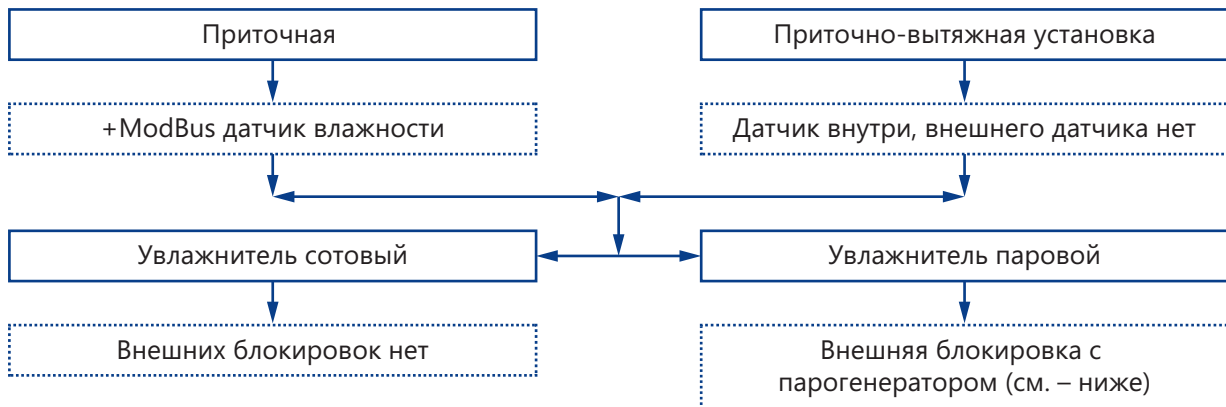 Приточная
Приточно-вытяжная установка
+ModBus датчик влажности
Датчик внутри, внешнего датчика нет
Увлажнитель сотовый
Увлажнитель паровой
Внешних блокировок нет
Внешняя блокировка с
парогенератором (см. – ниже)